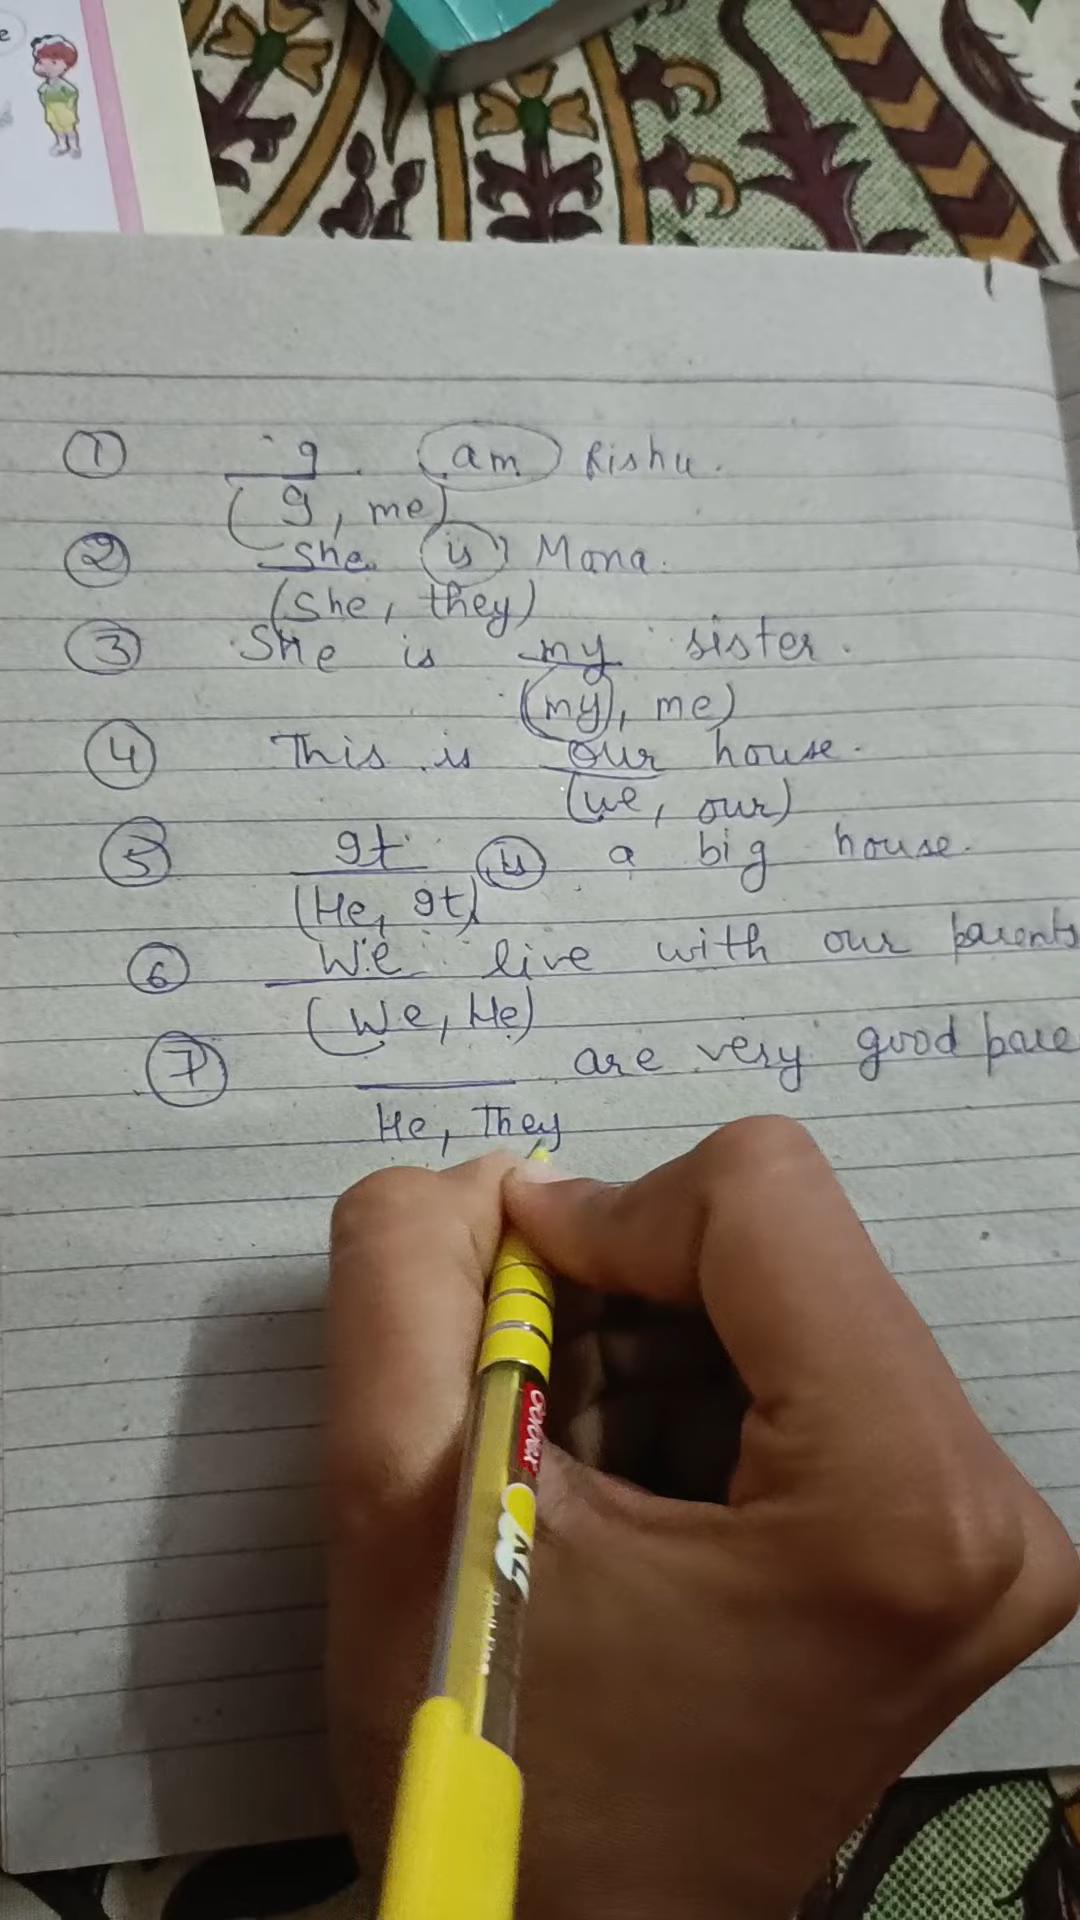 e
① I am Rishu.
(I, me)
② She is Mona.
(She, they)
③ She is my sister.
(my), me)
④ This is our house.
(we, our)
⑤ It is a big house.
(He, It)
⑥ We live with our parents
(We, He)
⑦ ______ are very good pare
He, They